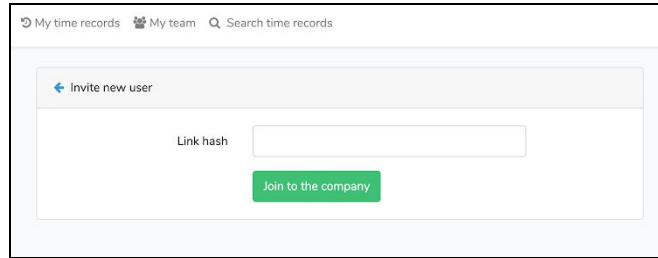 My time records My team Search time records
Invite new user
Link hash
Join to the company